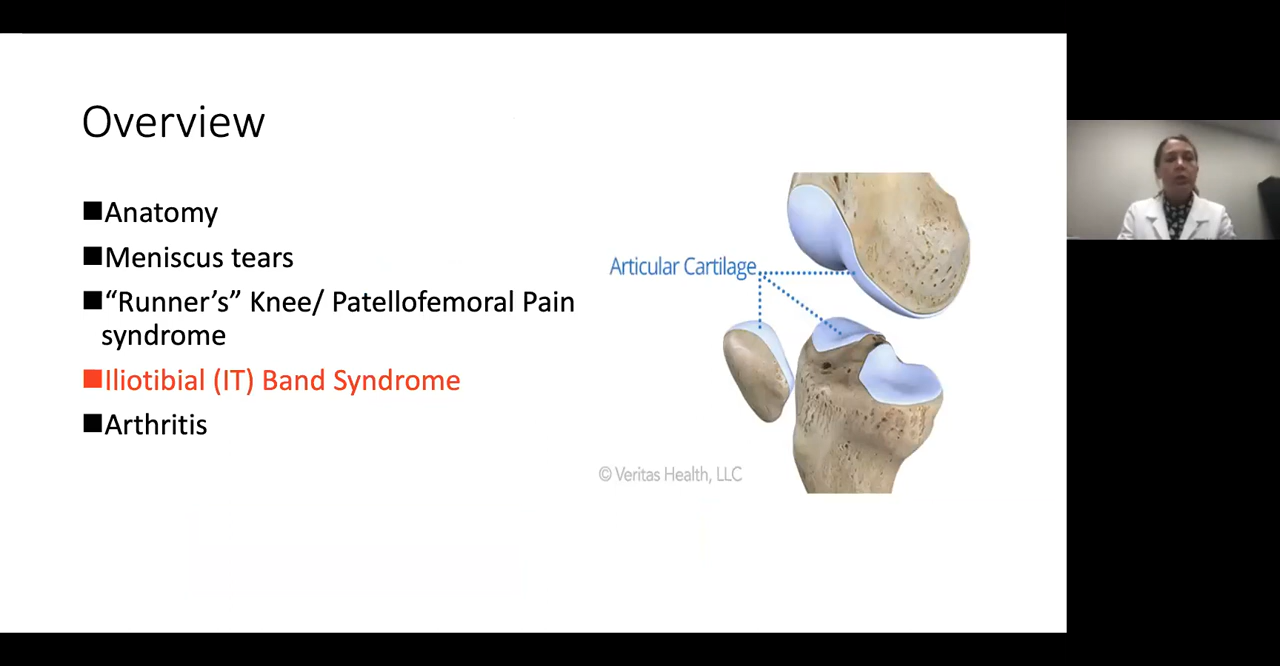 Overview
■Anatomy
■Meniscus tears
■“Runner’s” Knee/ Patellofemoral Pain
syndrome
■Iliotibial (IT) Band Syndrome
■Arthritis
Articular Cartilage
© Veritas Health, LLC